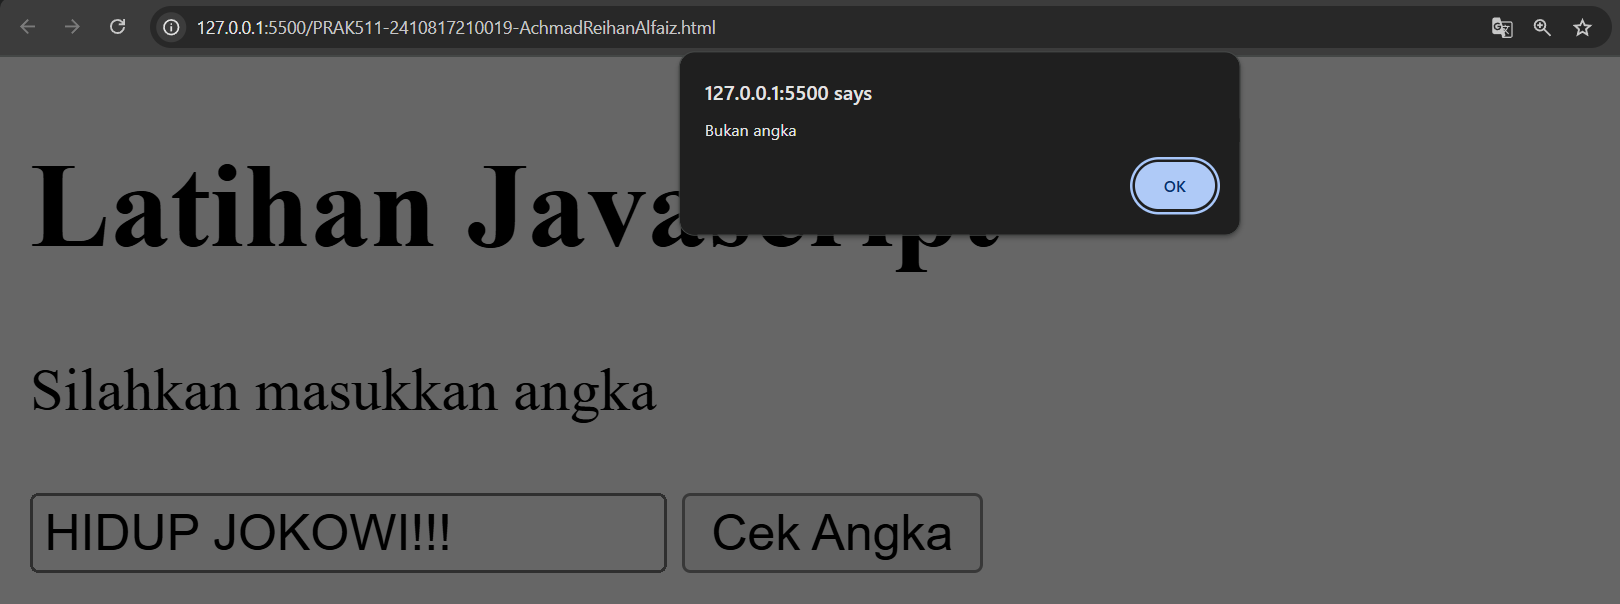 127.0.0.1:5500/PRAK511-2410817210019-AchmadReihanAlfaiz.html
127.0.0.1:5500 says
Bukan angka
OK
Latihan Javascript
Silahkan masukkan angka
HIDUP JOKOWI!!! Cek Angka